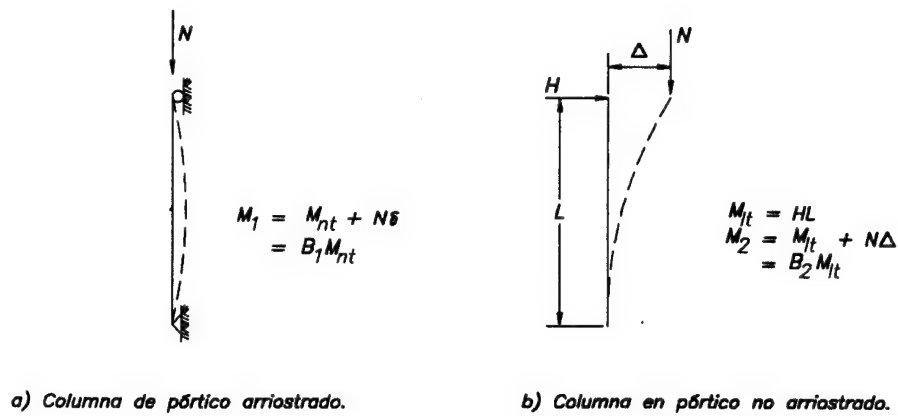 N
M₁ = Mnt + Nδ
= B₁Mnt
a) Columna de pórtico arriostrado.
Δ
N
H
L
Mlt = HL
M₂ = Mlt + NΔ
= B₂Mlt
b) Columna en pórtico no arriostrado.